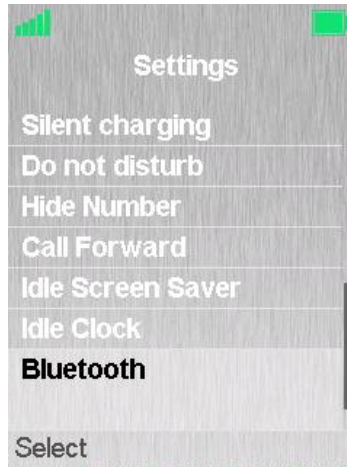 Settings
Silent charging
Do not disturb
Hide Number
Call Forward
Idle Screen Saver
Idle Clock
Bluetooth
Select